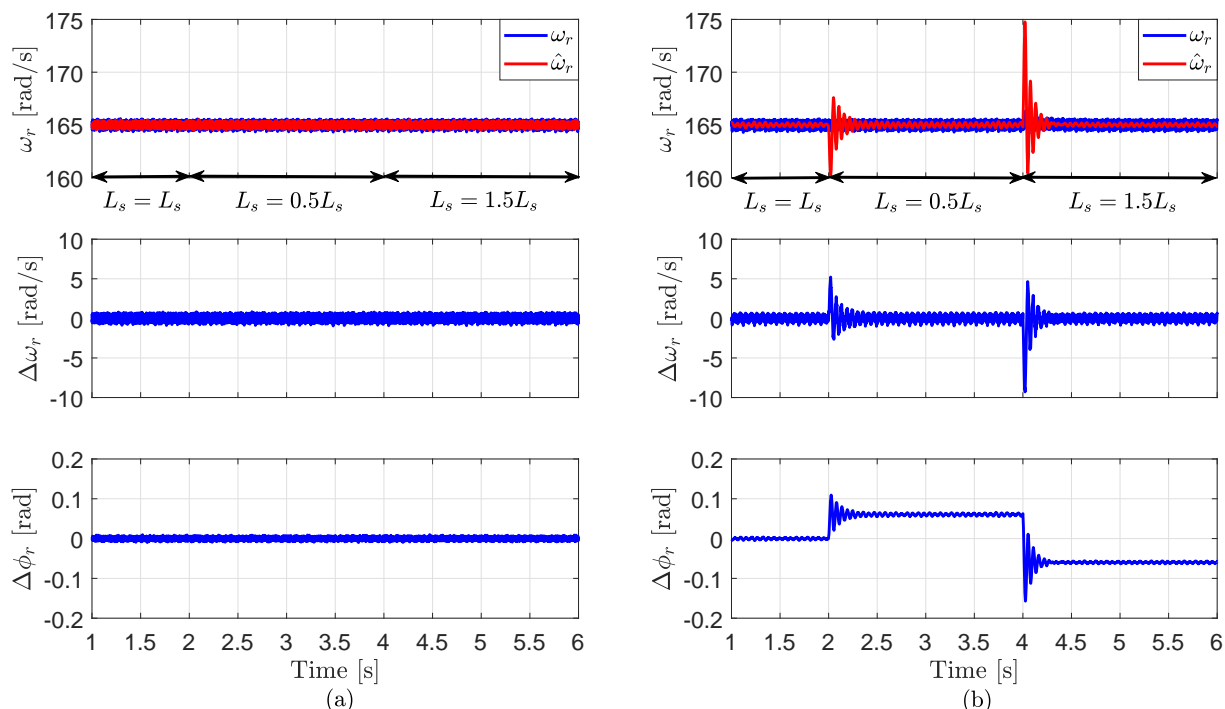 175
170
165
160
ω_r [rad/s]
ω_r
ω̂_r
L_s = L_s
L_s = 0.5L_s
L_s = 1.5L_s
10
5
0
-5
-10
Δω_r [rad/s]
0.2
0.1
0
-0.1
-0.2
Δϕ_r [rad]
1 1.5 2 2.5 3 3.5 4 4.5 5 5.5 6
Time [s]
(a)
175
170
165
160
ω_r [rad/s]
ω_r
ω̂_r
L_s = L_s
L_s = 0.5L_s
L_s = 1.5L_s
10
5
0
-5
-10
Δω_r [rad/s]
0.2
0.1
0
-0.1
-0.2
Δϕ_r [rad]
1 1.5 2 2.5 3 3.5 4 4.5 5 5.5 6
Time [s]
(b)